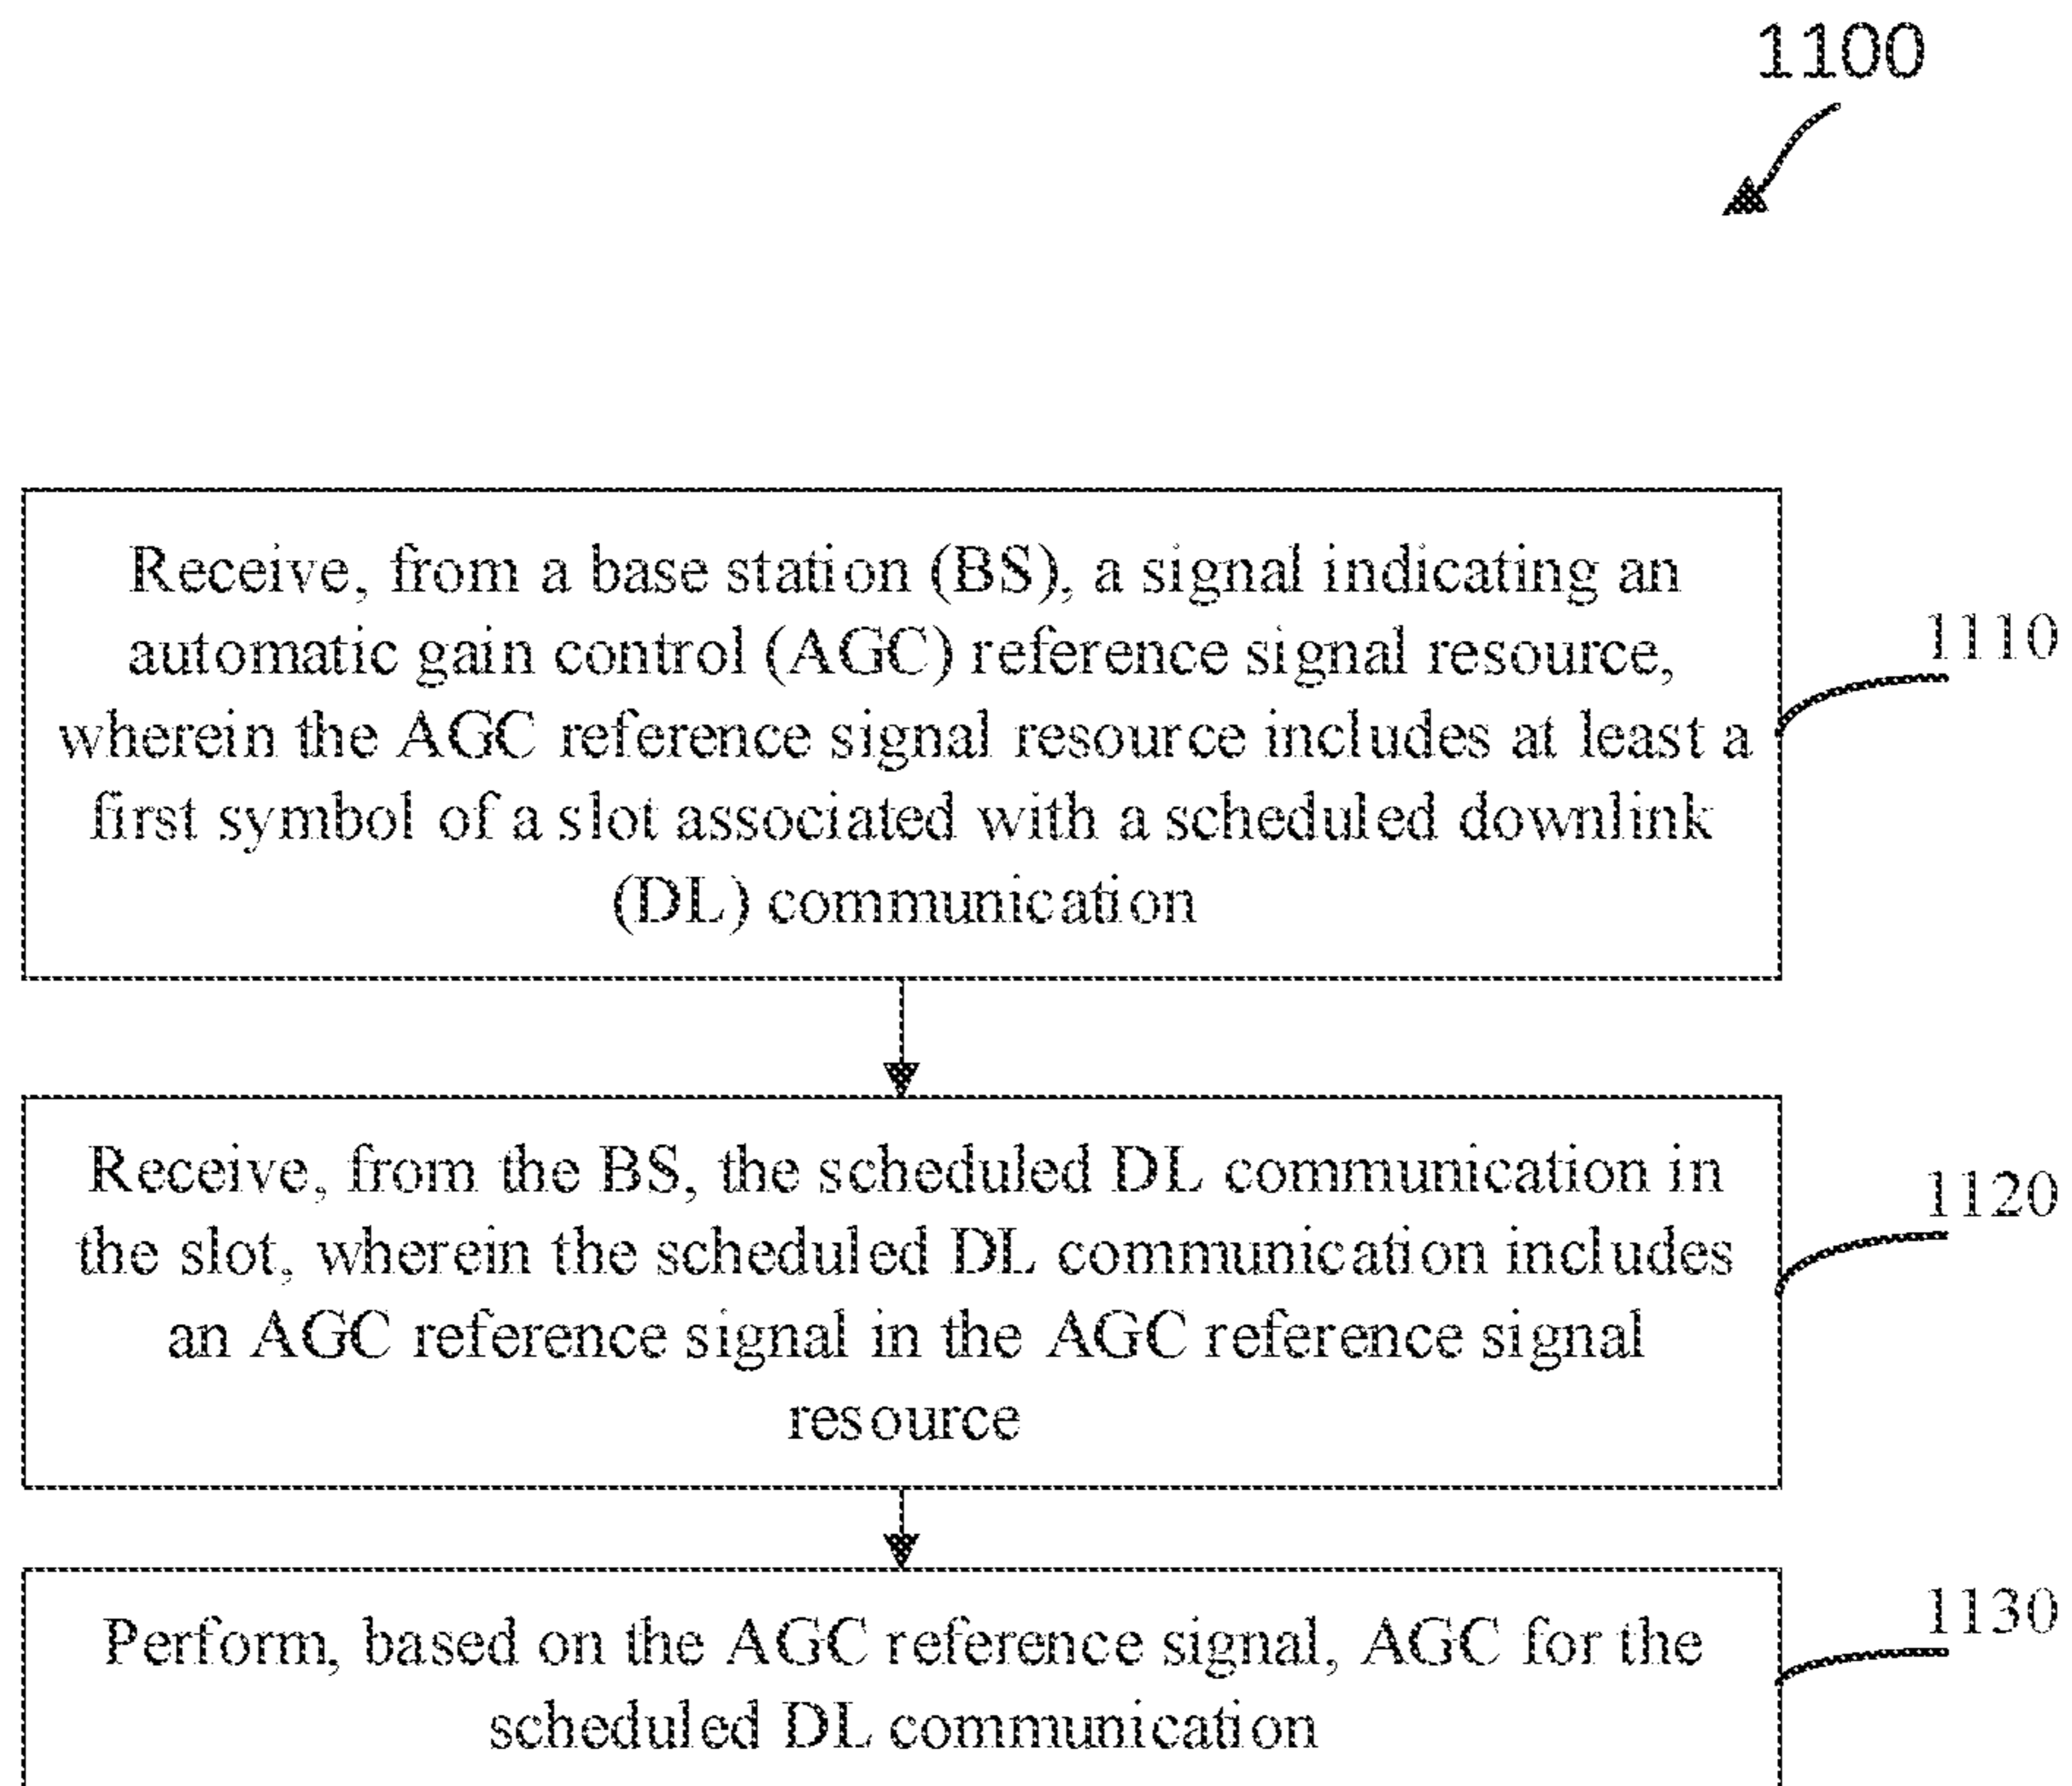 1100
Receive, from a base station (BS), a signal indicating an
automatic gain control (AGC) reference signal resource,
wherein the AGC reference signal resource includes at least a
first symbol of a slot associated with a scheduled downlink
(DL) communication
1110
Receive, from the BS, the scheduled DL communication in
the slot, wherein the scheduled DL communication includes
an AGC reference signal in the AGC reference signal
resource
1120
Perform, based on the AGC reference signal, AGC for the
scheduled DL communication
1130